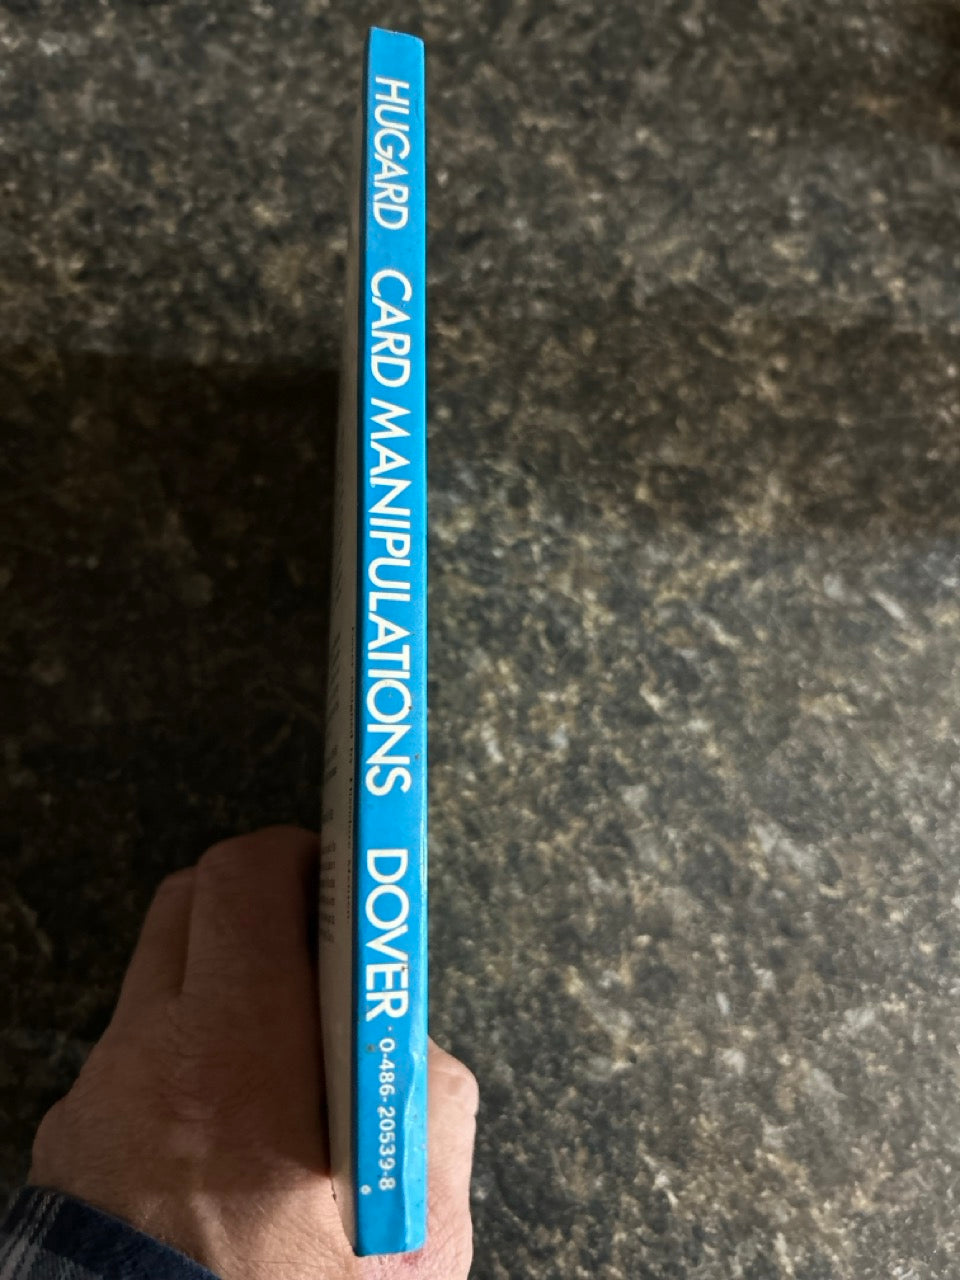 HUGARD CARD MANIPULATIONS DOVER · 0-486-20539-8